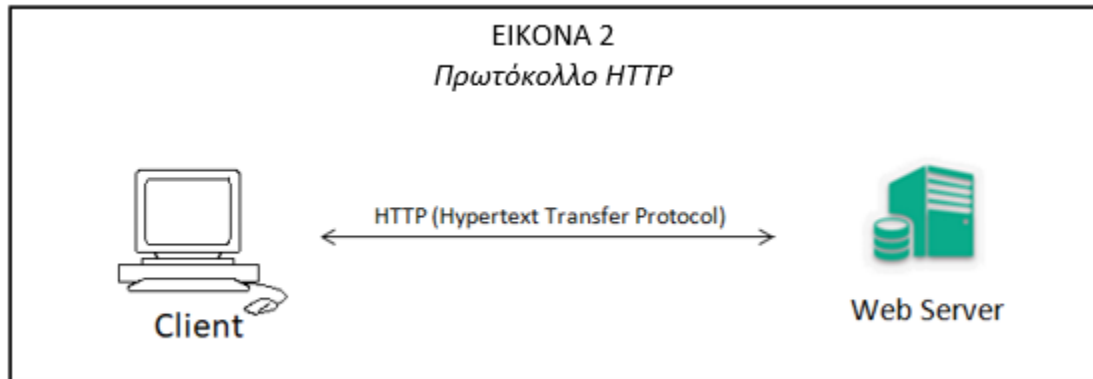 ΕΙΚΟΝΑ 2
Πρωτόκολλο HTTP
HTTP (Hypertext Transfer Protocol)
Client
Web Server